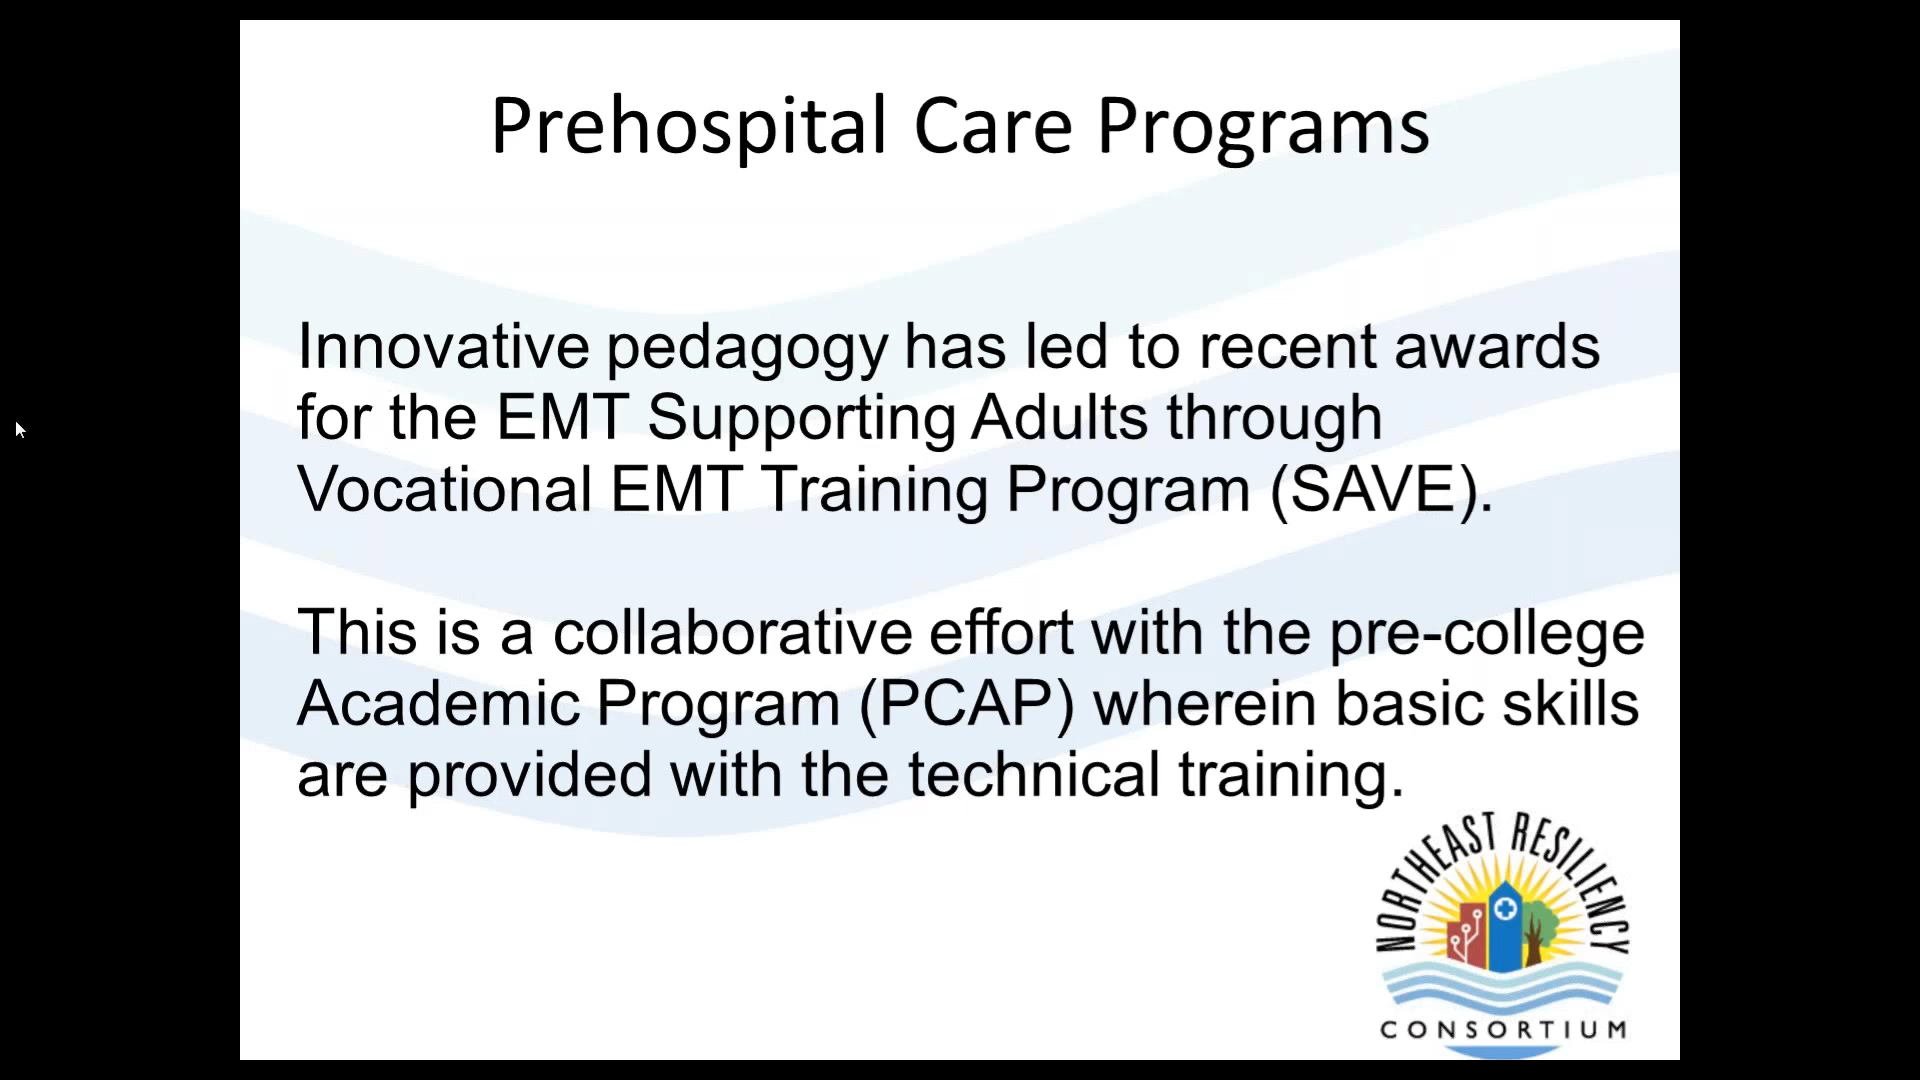 Prehospital Care Programs
Innovative pedagogy has led to recent awards
for the EMT Supporting Adults through
Vocational EMT Training Program (SAVE).
This is a collaborative effort with the pre-college
Academic Program (PCAP) wherein basic skills
are provided with the technical training.
NORTHEAST RESILIENCY
CONSORTIUM